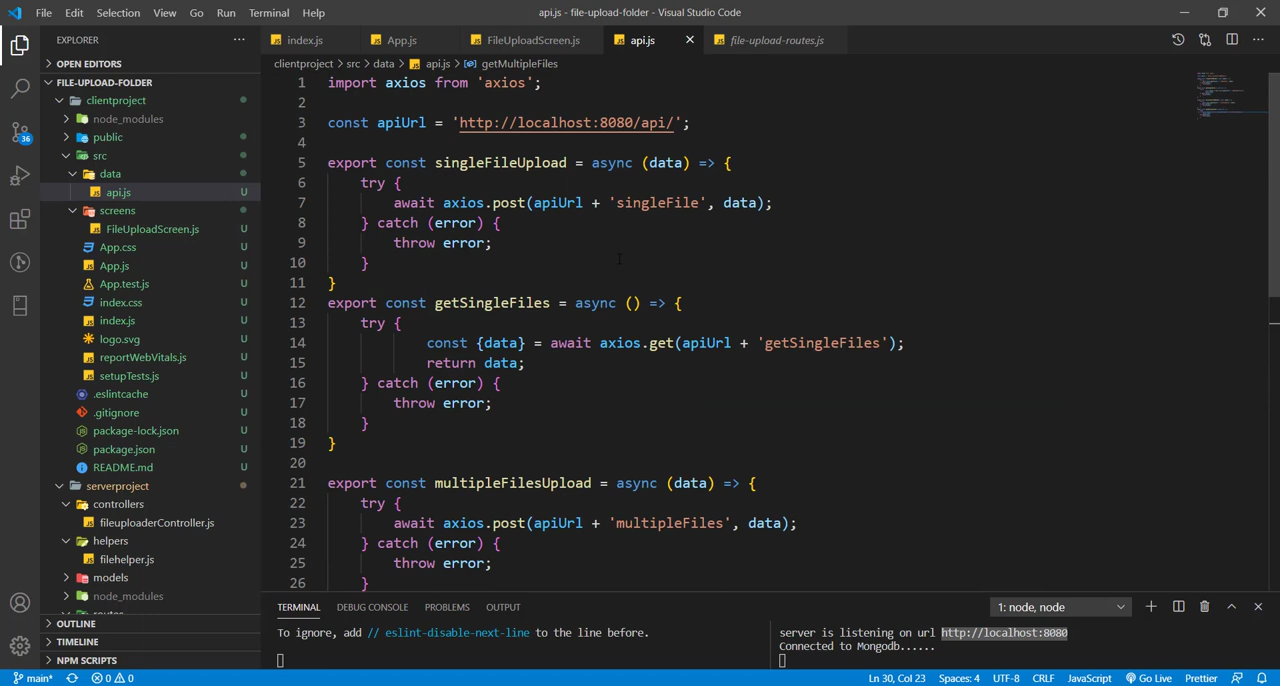 File Edit Selection View Go Run Terminal Help
api.js - file-upload-folder - Visual Studio Code
EXPLORER
OPEN EDITORS
FILE-UPLOAD-FOLDER
clientproject
node_modules
public
src
data
api.js U
screens
FileUploadScreen.js U
App.css U
App.js U
App.test.js U
index.css U
index.js U
logo.svg U
reportWebVitals.js U
setupTests.js U
.eslintcache U
.gitignore U
package-lock.json U
package.json U
README.md U
serverproject
controllers
fileuploaderController.js
helpers
filehelper.js
models
node_modules
OUTLINE
TIMELINE
NPM SCRIPTS
36
index.js App.js FileUploadScreen.js api.js file-upload-routes.js
clientproject > src > data > api.js > getMultipleFiles
1 import axios from 'axios';
2
3 const apiUrl = 'http://localhost:8080/api/';
4
5 export const singleFileUpload = async (data) => {
6 try {
7 await axios.post(apiUrl + 'singleFile', data);
8 } catch (error) {
9 throw error;
10 }
11 }
12 export const getSingleFiles = async () => {
13 try {
14 const {data} = await axios.get(apiUrl + 'getSingleFiles');
15 return data;
16 } catch (error) {
17 throw error;
18 }
19 }
20
21 export const multipleFilesUpload = async (data) => {
22 try {
23 await axios.post(apiUrl + 'multipleFiles', data);
24 } catch (error) {
25 throw error;
26 }
TERMINAL DEBUG CONSOLE PROBLEMS OUTPUT
1: node, node
To ignore, add // eslint-disable-next-line to the line before.
server is listening on url http://localhost:8080
Connected to Mongodb......
main* 0 0
Ln 30, Col 23 Spaces: 4 UTF-8 CRLF JavaScript Go Live Prettier